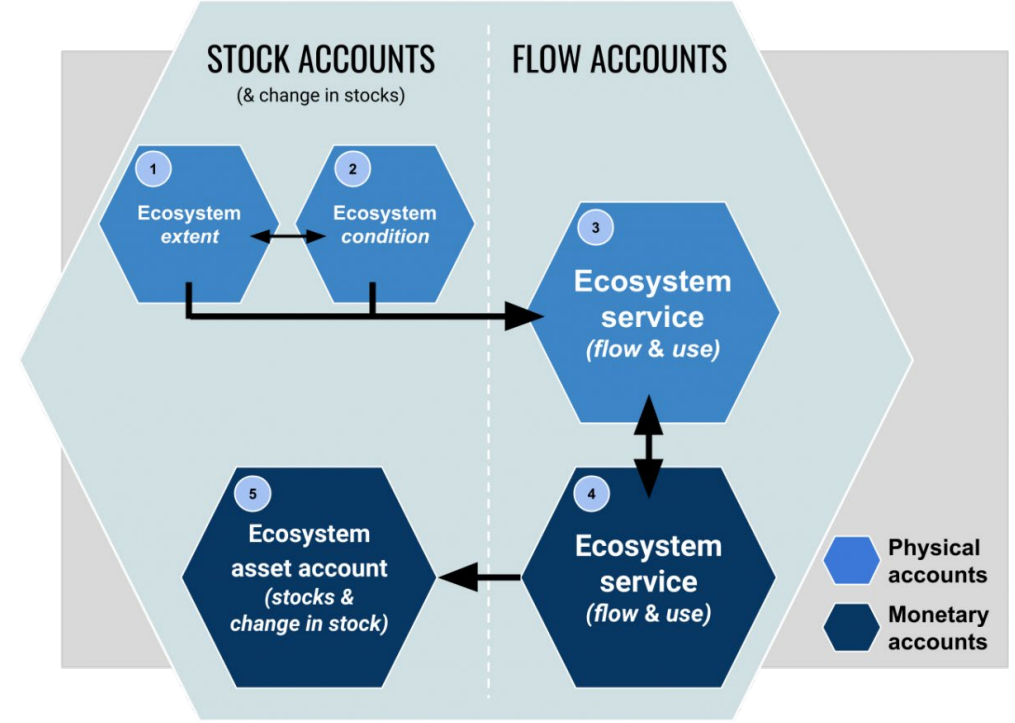 STOCK ACCOUNTS
(& change in stocks)
FLOW ACCOUNTS
1
Ecosystem
extent
2
Ecosystem
condition
3
Ecosystem
service
(flow & use)
5
Ecosystem
asset account
(stocks &
change in stock)
4
Ecosystem
service
(flow & use)
Physical
accounts
Monetary
accounts